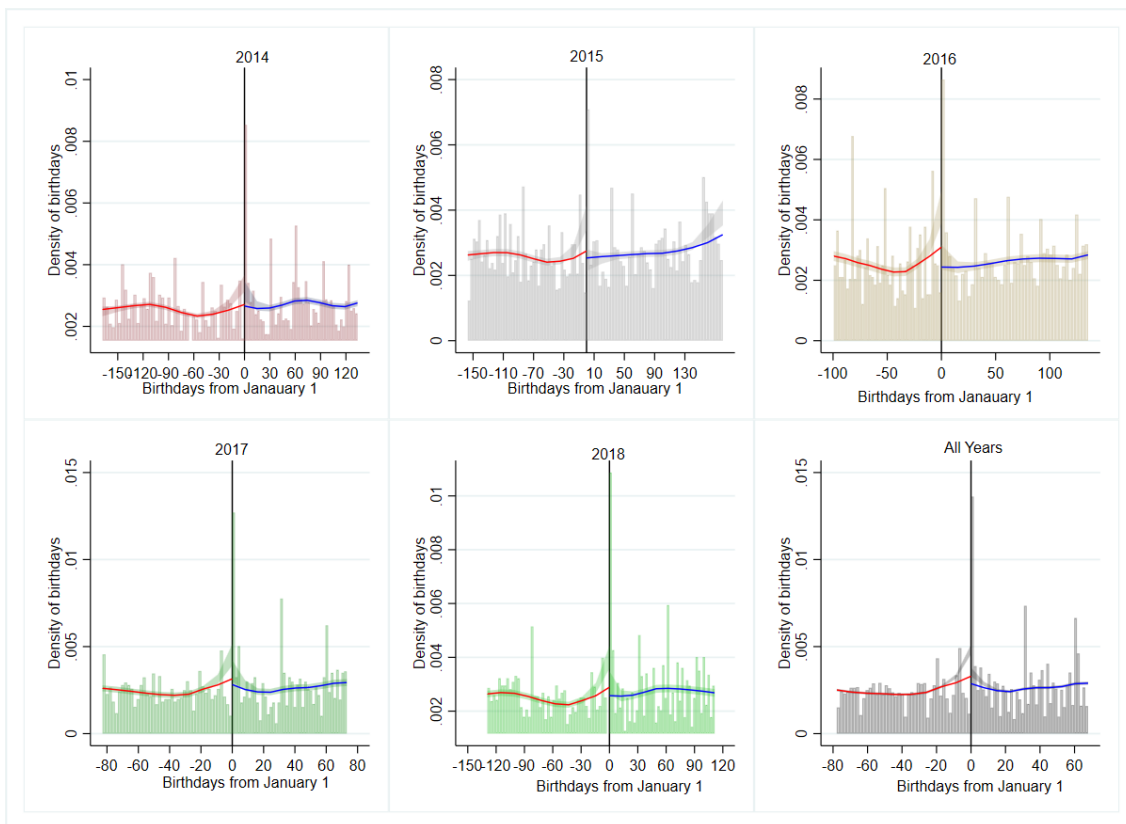 2014
Density of birthdays
.002 .004 .006 .008 .01
-150 -120 -90 -60 -30 0 30 60 90 120
Birthdays from Janauary 1
2015
Density of birthdays
0 .002 .004 .006 .008
-150 -110 -70 -30 10 50 90 130
Birthdays from Janauary 1
2016
Density of birthdays
0 .002 .004 .006 .008
-100 -50 0 50 100
Birthdays from Janauary 1
2017
Density of birthdays
0 .005 .01 .015
-80 -60 -40 -20 0 20 40 60 80
Birthdays from January 1
2018
Density of birthdays
.002 .004 .006 .008 .01
-150 -120 -90 -60 -30 0 30 60 90 120
Birthdays from January 1
All Years
Density of birthdays
0 .005 .01 .015
-80 -60 -40 -20 0 20 40 60
Birthdays from January 1